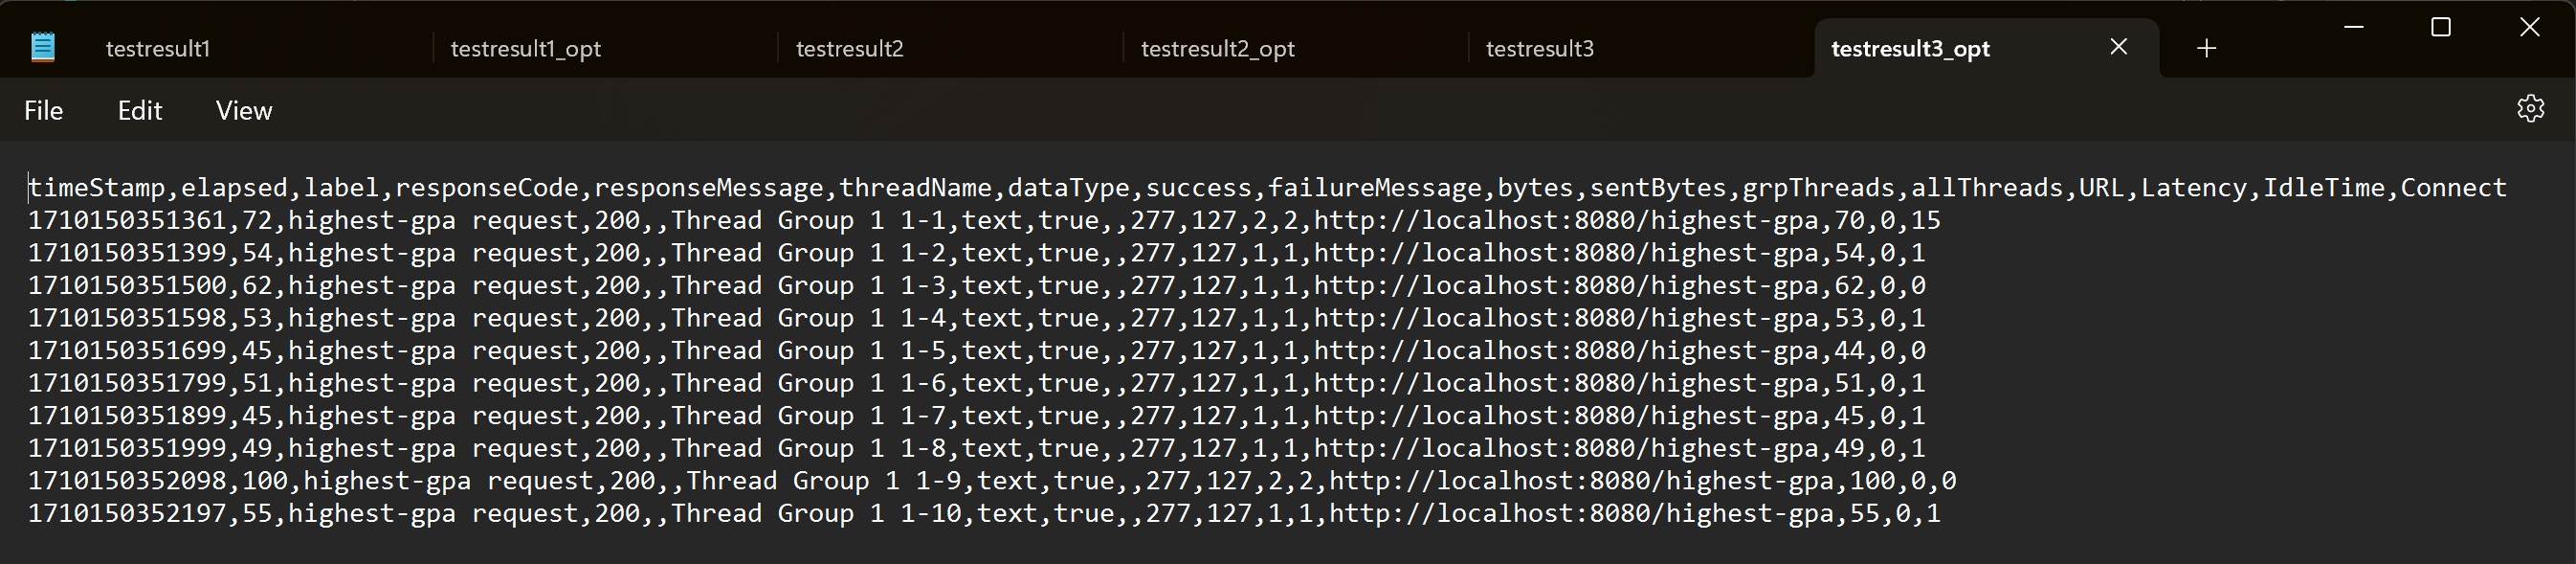 testresult1 testresult1_opt testresult2 testresult2_opt testresult3 testresult3_opt
File Edit View
timeStamp,elapsed,label,responseCode,responseMessage,threadName,dataType,success,failureMessage,bytes,sentBytes,grpThreads,allThreads,URL,Latency,IdleTime,Connect
1710150351361,72,highest-gpa request,200,,Thread Group 1 1-1,text,true,,277,127,2,2,http://localhost:8080/highest-gpa,70,0,15
1710150351399,54,highest-gpa request,200,,Thread Group 1 1-2,text,true,,277,127,1,1,http://localhost:8080/highest-gpa,54,0,1
1710150351500,62,highest-gpa request,200,,Thread Group 1 1-3,text,true,,277,127,1,1,http://localhost:8080/highest-gpa,62,0,0
1710150351598,53,highest-gpa request,200,,Thread Group 1 1-4,text,true,,277,127,1,1,http://localhost:8080/highest-gpa,53,0,1
1710150351699,45,highest-gpa request,200,,Thread Group 1 1-5,text,true,,277,127,1,1,http://localhost:8080/highest-gpa,44,0,0
1710150351799,51,highest-gpa request,200,,Thread Group 1 1-6,text,true,,277,127,1,1,http://localhost:8080/highest-gpa,51,0,1
1710150351899,45,highest-gpa request,200,,Thread Group 1 1-7,text,true,,277,127,1,1,http://localhost:8080/highest-gpa,45,0,1
1710150351999,49,highest-gpa request,200,,Thread Group 1 1-8,text,true,,277,127,1,1,http://localhost:8080/highest-gpa,49,0,1
1710150352098,100,highest-gpa request,200,,Thread Group 1 1-9,text,true,,277,127,2,2,http://localhost:8080/highest-gpa,100,0,0
1710150352197,55,highest-gpa request,200,,Thread Group 1 1-10,text,true,,277,127,1,1,http://localhost:8080/highest-gpa,55,0,1